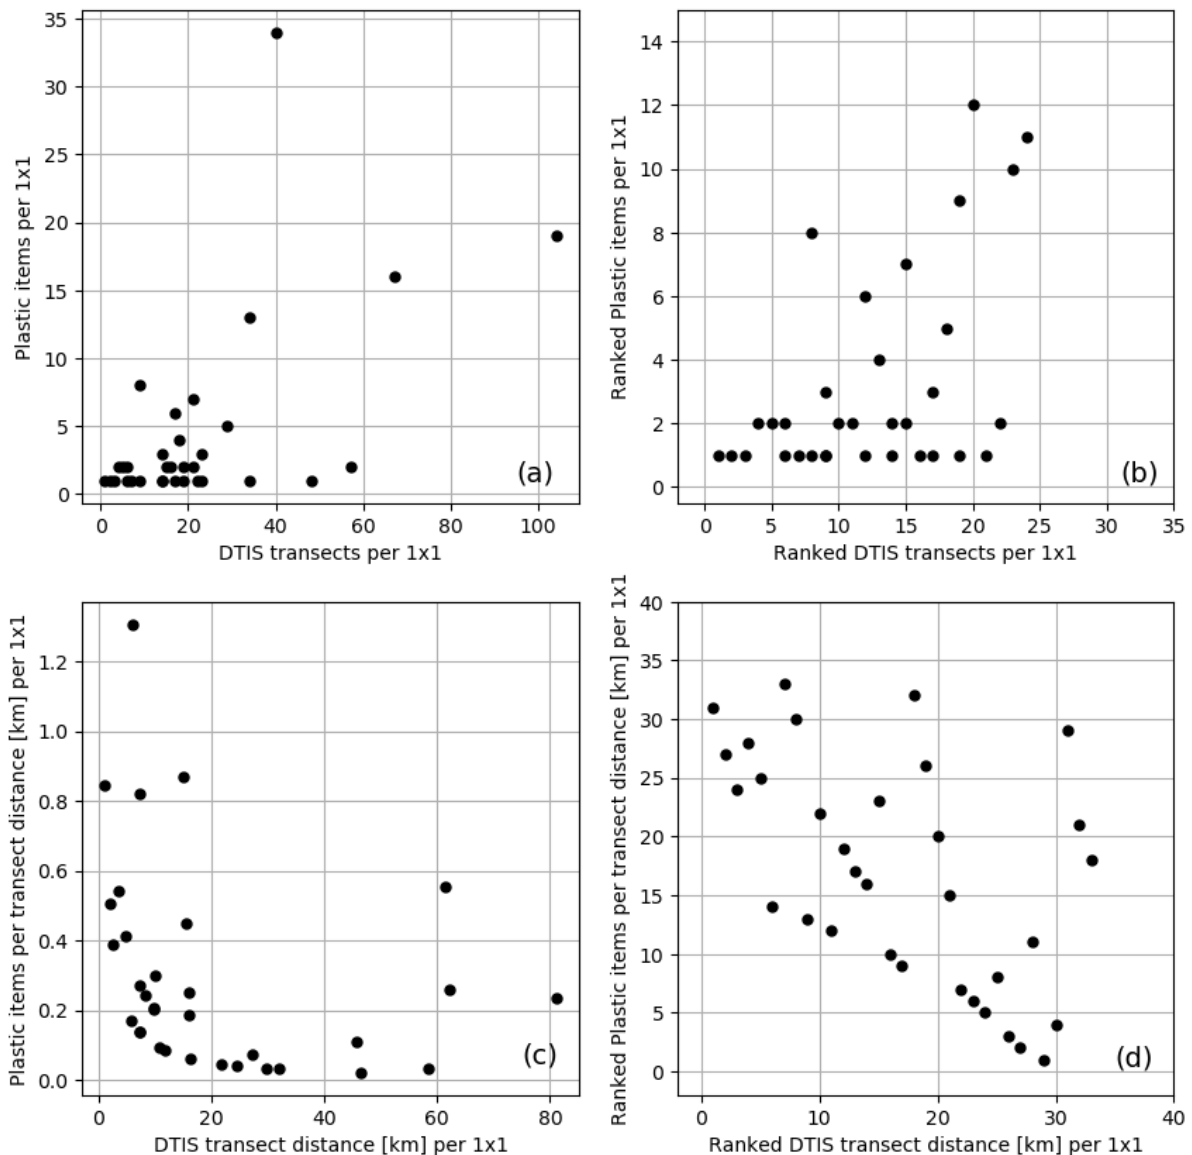 35
30
25
20
15
10
5
0
Plastic items per 1x1
0 20 40 60 80 100
DTIS transects per 1x1
(a)
14
12
10
8
6
4
2
0
Ranked Plastic items per 1x1
0 5 10 15 20 25 30 35
Ranked DTIS transects per 1x1
(b)
1.2
1.0
0.8
0.6
0.4
0.2
0.0
Plastic items per transect distance [km] per 1x1
0 20 40 60 80
DTIS transect distance [km] per 1x1
(c)
40
35
30
25
20
15
10
5
0
Ranked Plastic items per transect distance [km] per 1x1
0 10 20 30 40
Ranked DTIS transect distance [km] per 1x1
(d)